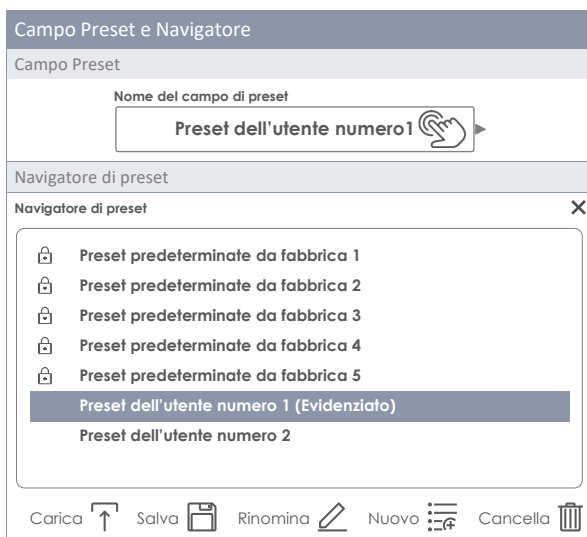 Campo Preset e Navigatore
Campo Preset
Nome del campo di preset
Preset dell'utente numero1
Navigatore di preset
Navigatore di preset
Preset predeterminate da fabbrica 1
Preset predeterminate da fabbrica 2
Preset predeterminate da fabbrica 3
Preset predeterminate da fabbrica 4
Preset predeterminate da fabbrica 5
Preset dell'utente numero 1 (Evidenziato)
Preset dell'utente numero 2
Carica Salva Rinomina Nuovo Cancella